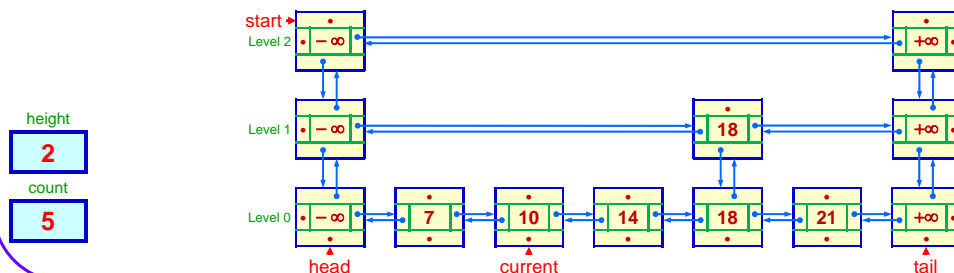 start
Level 2
− ∞
+∞
height
2
Level 1
− ∞
18
+∞
count
5
Level 0
− ∞
7
10
14
18
21
+∞
head
current
tail